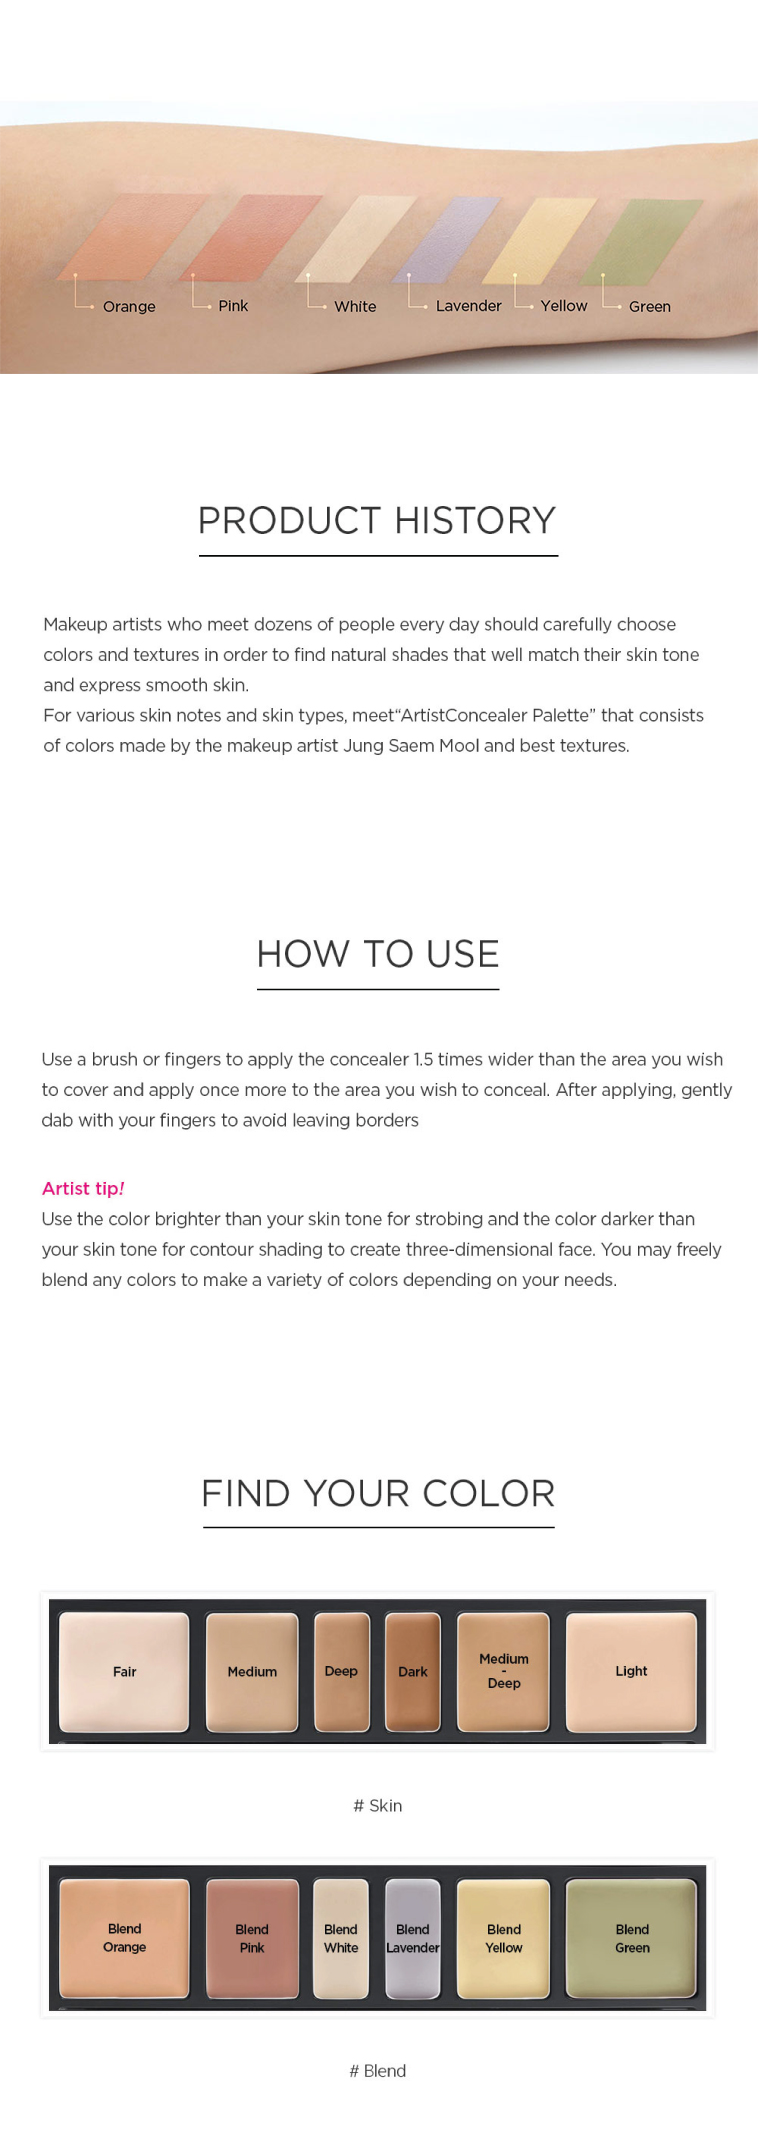 Orange
Pink
White
Lavender
Yellow
Green
PRODUCT HISTORY
Makeup artists who meet dozens of people every day should carefully choose
colors and textures in order to find natural shades that well match their skin tone
and express smooth skin.
For various skin notes and skin types, meet“ArtistConcealer Palette” that consists
of colors made by the makeup artist Jung Saem Mool and best textures.
HOW TO USE
Use a brush or fingers to apply the concealer 1.5 times wider than the area you wish
to cover and apply once more to the area you wish to conceal. After applying, gently
dab with your fingers to avoid leaving borders
Artist tip!
Use the color brighter than your skin tone for strobing and the color darker than
your skin tone for contour shading to create three-dimensional face. You may freely
blend any colors to make a variety of colors depending on your needs.
FIND YOUR COLOR
Fair
Medium
Deep
Dark
Medium
-
Deep
Light
# Skin
Blend
Orange
Blend
Pink
Blend
White
Blend
Lavender
Blend
Yellow
Blend
Green
# Blend